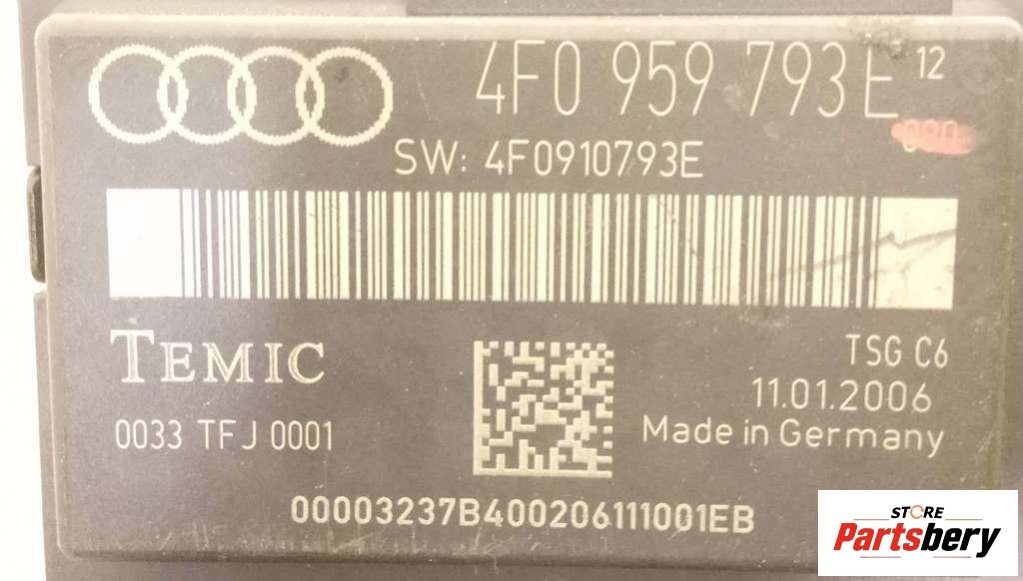 4F0 959 793E 12
SW: 4F0910793E
TEMIC
TSG C6
11.01.2006
0033 TFJ 0001
Made in Germany
00003237B400206111001EB
STORE
Partsbery